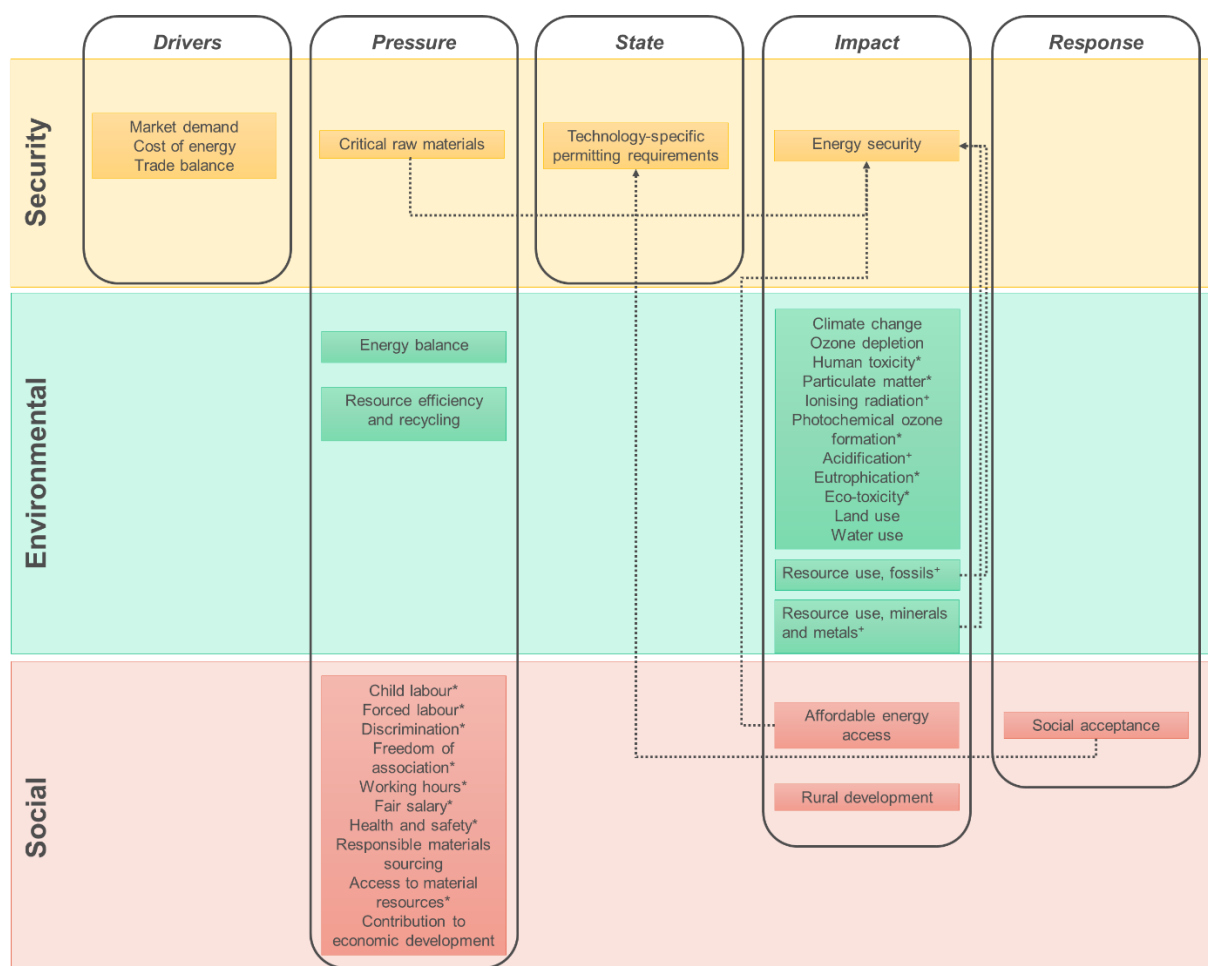 Drivers
Pressure
State
Impact
Response
Security
Market demand
Cost of energy
Trade balance
Critical raw materials
Technology-specific
permitting requirements
Energy security
Environmental
Energy balance
Resource efficiency
and recycling
Climate change
Ozone depletion
Human toxicity*
Particulate matter*
Ionising radiation⁺
Photochemical ozone
formation*
Acidification⁺
Eutrophication*
Eco-toxicity*
Land use
Water use
Resource use, fossils⁺
Resource use, minerals
and metals⁺
Social
Child labour*
Forced labour*
Discrimination*
Freedom of
association*
Working hours*
Fair salary*
Health and safety*
Responsible materials
sourcing
Access to material
resources*
Contribution to
economic development
Affordable energy
access
Rural development
Social acceptance